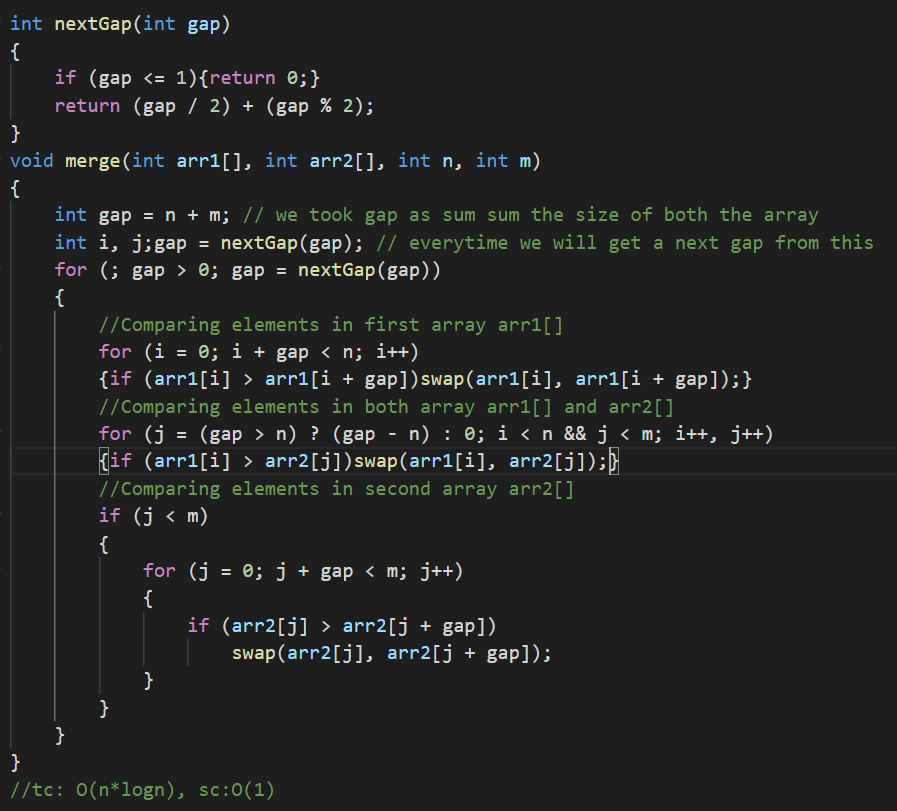 int nextGap(int gap)
{
    if (gap <= 1){return 0;}
    return (gap / 2) + (gap % 2);
}
void merge(int arr1[], int arr2[], int n, int m)
{
    int gap = n + m; // we took gap as sum sum the size of both the array
    int i, j;gap = nextGap(gap); // everytime we will get a next gap from this
    for (; gap > 0; gap = nextGap(gap))
    {
        //Comparing elements in first array arr1[]
        for (i = 0; i + gap < n; i++)
        {if (arr1[i] > arr1[i + gap])swap(arr1[i], arr1[i + gap]);}
        //Comparing elements in both array arr1[] and arr2[]
        for (j = (gap > n) ? (gap - n) : 0; i < n && j < m; i++, j++)
        {if (arr1[i] > arr2[j])swap(arr1[i], arr2[j]);}
        //Comparing elements in second array arr2[]
        if (j < m)
        {
            for (j = 0; j + gap < m; j++)
            {
                if (arr2[j] > arr2[j + gap])
                    swap(arr2[j], arr2[j + gap]);
            }
        }
    }
}
//tc: O(n*logn), sc:O(1)